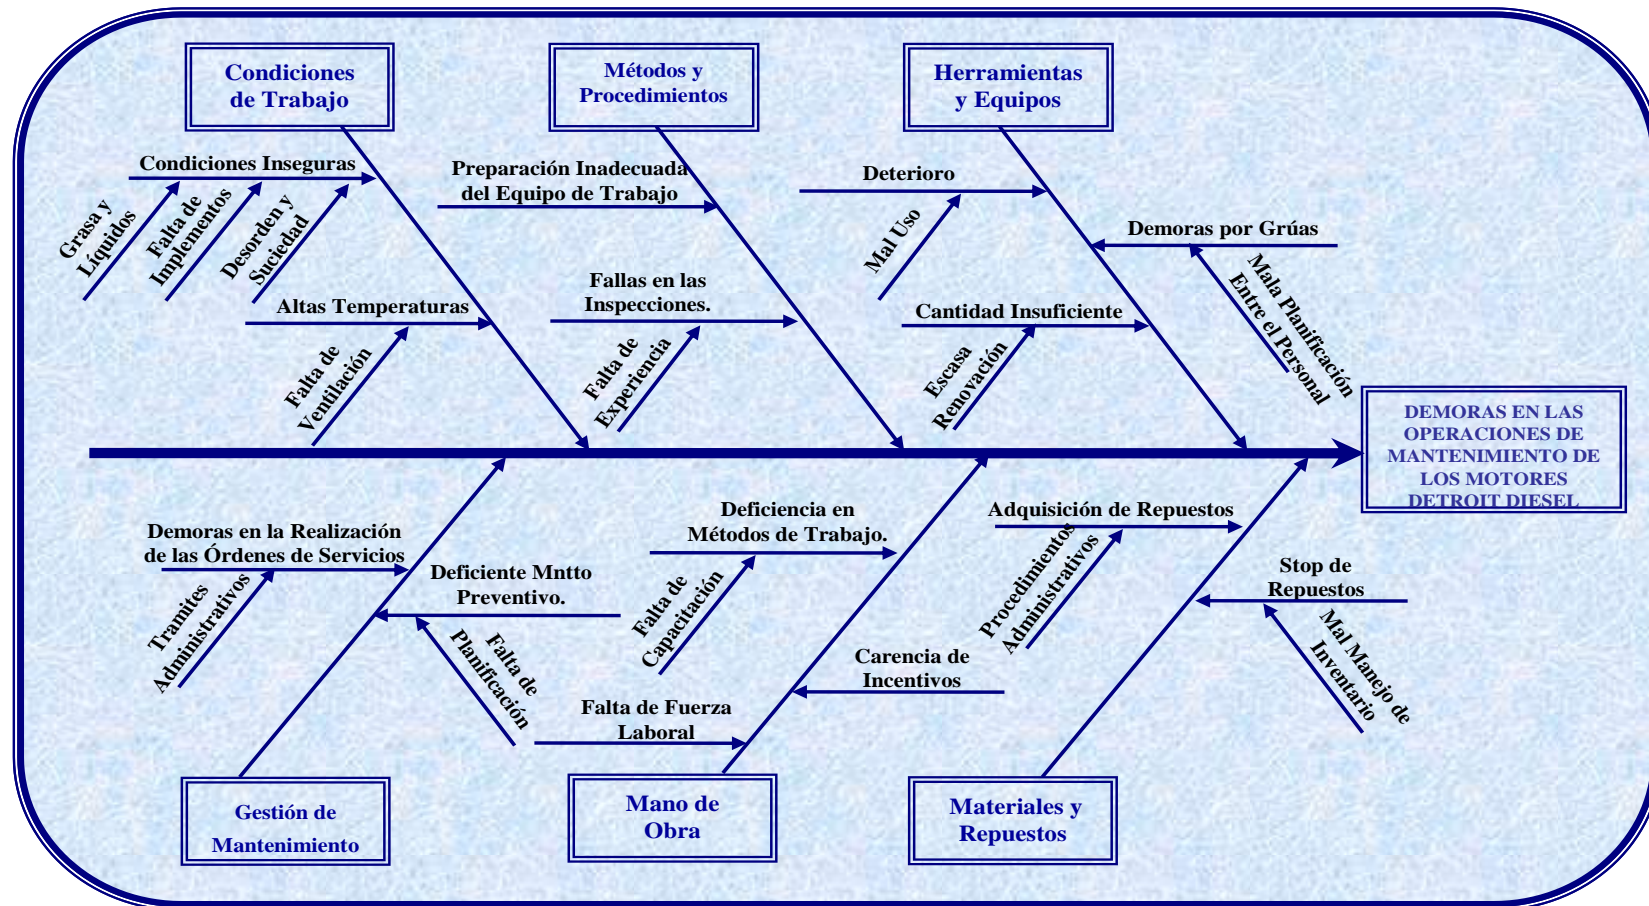 Condiciones
de Trabajo
Métodos y
Procedimientos
Herramientas
y Equipos
Condiciones Inseguras
Grasa y
Líquidos
Falta de
Implementos
Desorden y
Suciedad
Altas Temperaturas
Falta de
Ventilación
Preparación Inadecuada
del Equipo de Trabajo
Fallas en las
Inspecciones.
Falta de
Experiencia
Deterioro
Mal Uso
Demoras por Grúas
Mala Planificación
Entre el Personal
Cantidad Insuficiente
Escasa
Renovación
DEMORAS EN LAS
OPERACIONES DE
MANTENIMIENTO DE
LOS MOTORES
DETROIT DIESEL
Demoras en la Realización
de las Órdenes de Servicios
Tramites
Administrativos
Deficiente Mntto
Preventivo.
Falta de
Planificación
Deficiencia en
Métodos de Trabajo.
Falta de
Capacitación
Carencia de
Incentivos
Falta de Fuerza
Laboral
Adquisición de Repuestos
Procedimientos
Administrativos
Stop de
Repuestos
Mal Manejo de
Inventario
Gestión de
Mantenimiento
Mano de
Obra
Materiales y
Repuestos